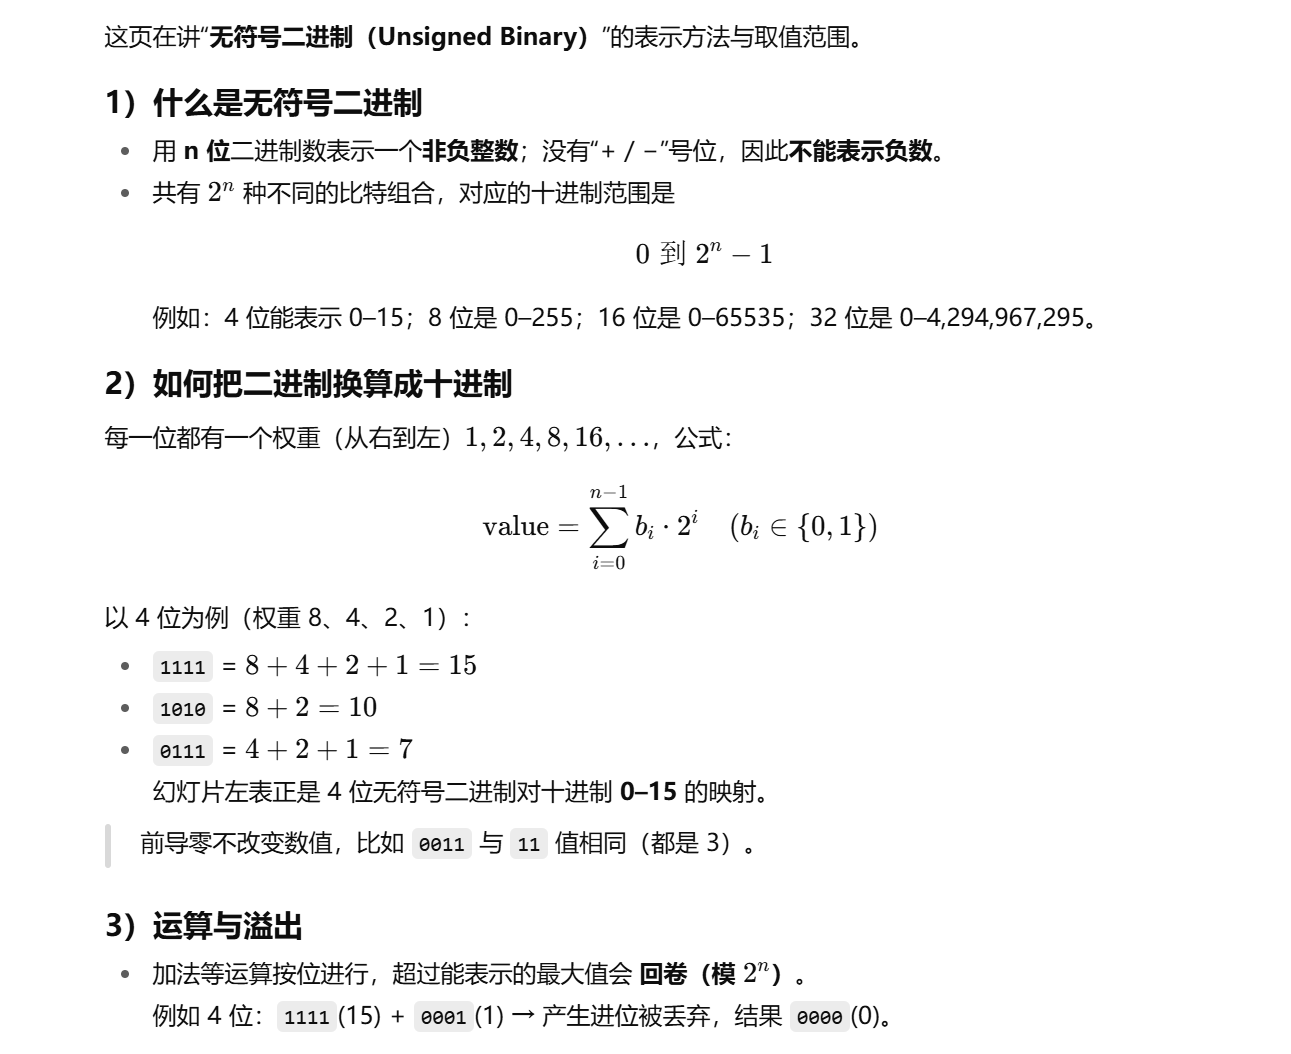 这页在讲“无符号二进制（Unsigned Binary）”的表示方法与取值范围。
1）什么是无符号二进制
• 用 n 位二进制数表示一个非负整数；没有“+ / −”号位，因此不能表示负数。
• 共有 2ⁿ 种不同的比特组合，对应的十进制范围是
0 到 2ⁿ − 1
例如：4 位能表示 0–15；8 位是 0–255；16 位是 0–65535；32 位是 0–4,294,967,295。
2）如何把二进制换算成十进制
每一位都有一个权重（从右到左）1, 2, 4, 8, 16, …，公式：
value = ∑_{i=0}^{n−1} b_i · 2^i (b_i ∈ {0, 1})
以 4 位为例（权重 8、4、2、1）：
• 1111 = 8 + 4 + 2 + 1 = 15
• 1010 = 8 + 2 = 10
• 0111 = 4 + 2 + 1 = 7
幻灯片左表正是 4 位无符号二进制对十进制 0–15 的映射。
前导零不改变数值，比如 0011 与 11 值相同（都是 3）。
3）运算与溢出
• 加法等运算按位进行，超过能表示的最大值会 回卷（模 2ⁿ）。
例如 4 位：1111(15) + 0001(1) → 产生进位被丢弃，结果 0000(0)。